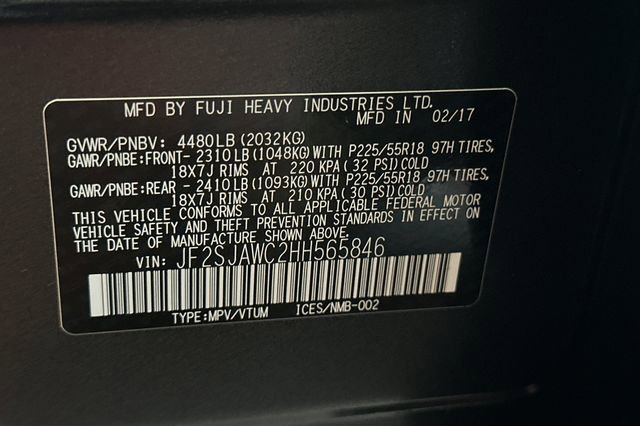 MFD BY FUJI HEAVY INDUSTRIES LTD.
MFD IN 02/17
GVWR/PNBV: 4480LB(2032KG)
GAWR/PNBE:FRONT- 2310LB(1048KG)WITH P225/55R18 97H TIRES,
18X7J RIMS AT 220 KPA(32 PSI)COLD
GAWR/PNBE:REAR - 2410LB(1093KG)WITH P225/55R18 97H TIRES,
18X7J RIMS AT 210 KPA(30 PSI)COLD
THIS VEHICLE CONFORMS TO ALL APPLICABLE FEDERAL MOTOR
VEHICLE SAFETY AND THEFT PREVENTION STANDARDS IN EFFECT ON
THE DATE OF MANUFACTURE SHOWN ABOVE.
VIN: JF2SJAWC2HH565846
TYPE:MPV/VTUM ICES/NMB-002